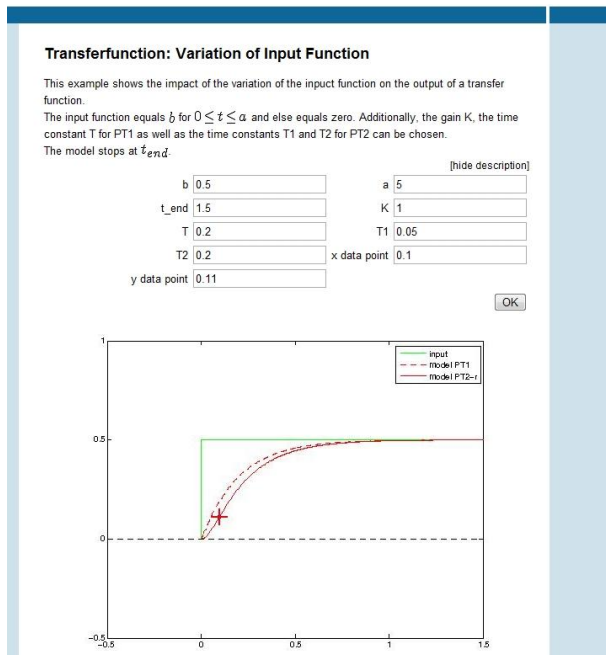 Transferfunction: Variation of Input Function
This example shows the impact of the variation of the inpuct function on the output of a transfer
function.
The input function equals b for 0 ≤ t ≤ a and else equals zero. Additionally, the gain K, the time
constant T for PT1 as well as the time constants T1 and T2 for PT2 can be chosen.
The model stops at t_end.
[hide description]
b 0.5 a 5
t_end 1.5 K 1
T 0.2 T1 0.05
T2 0.2 x data point 0.1
y data point 0.11
OK
1
input
Model PT1
Model PT2-r
0.5
0
-0.5
-0.5 0 0.5 1 1.5